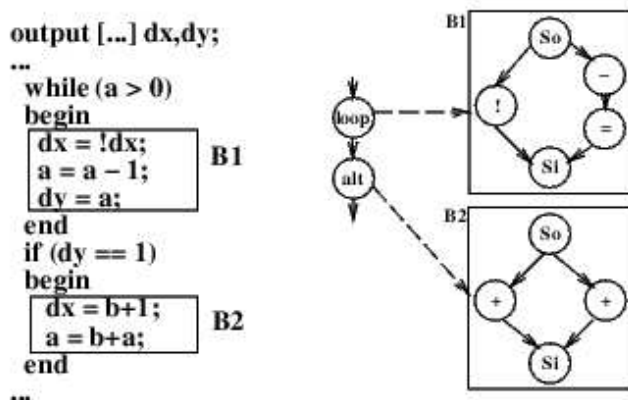 output [...] dx,dy;
...
while (a > 0)
begin
dx = !dx;
a = a - 1;
dy = a;
B1
end
if (dy == 1)
begin
dx = b+1;
a = b+a;
B2
end
...
loop
alt
B1
So
!
-
=
Si
B2
So
+ +
Si